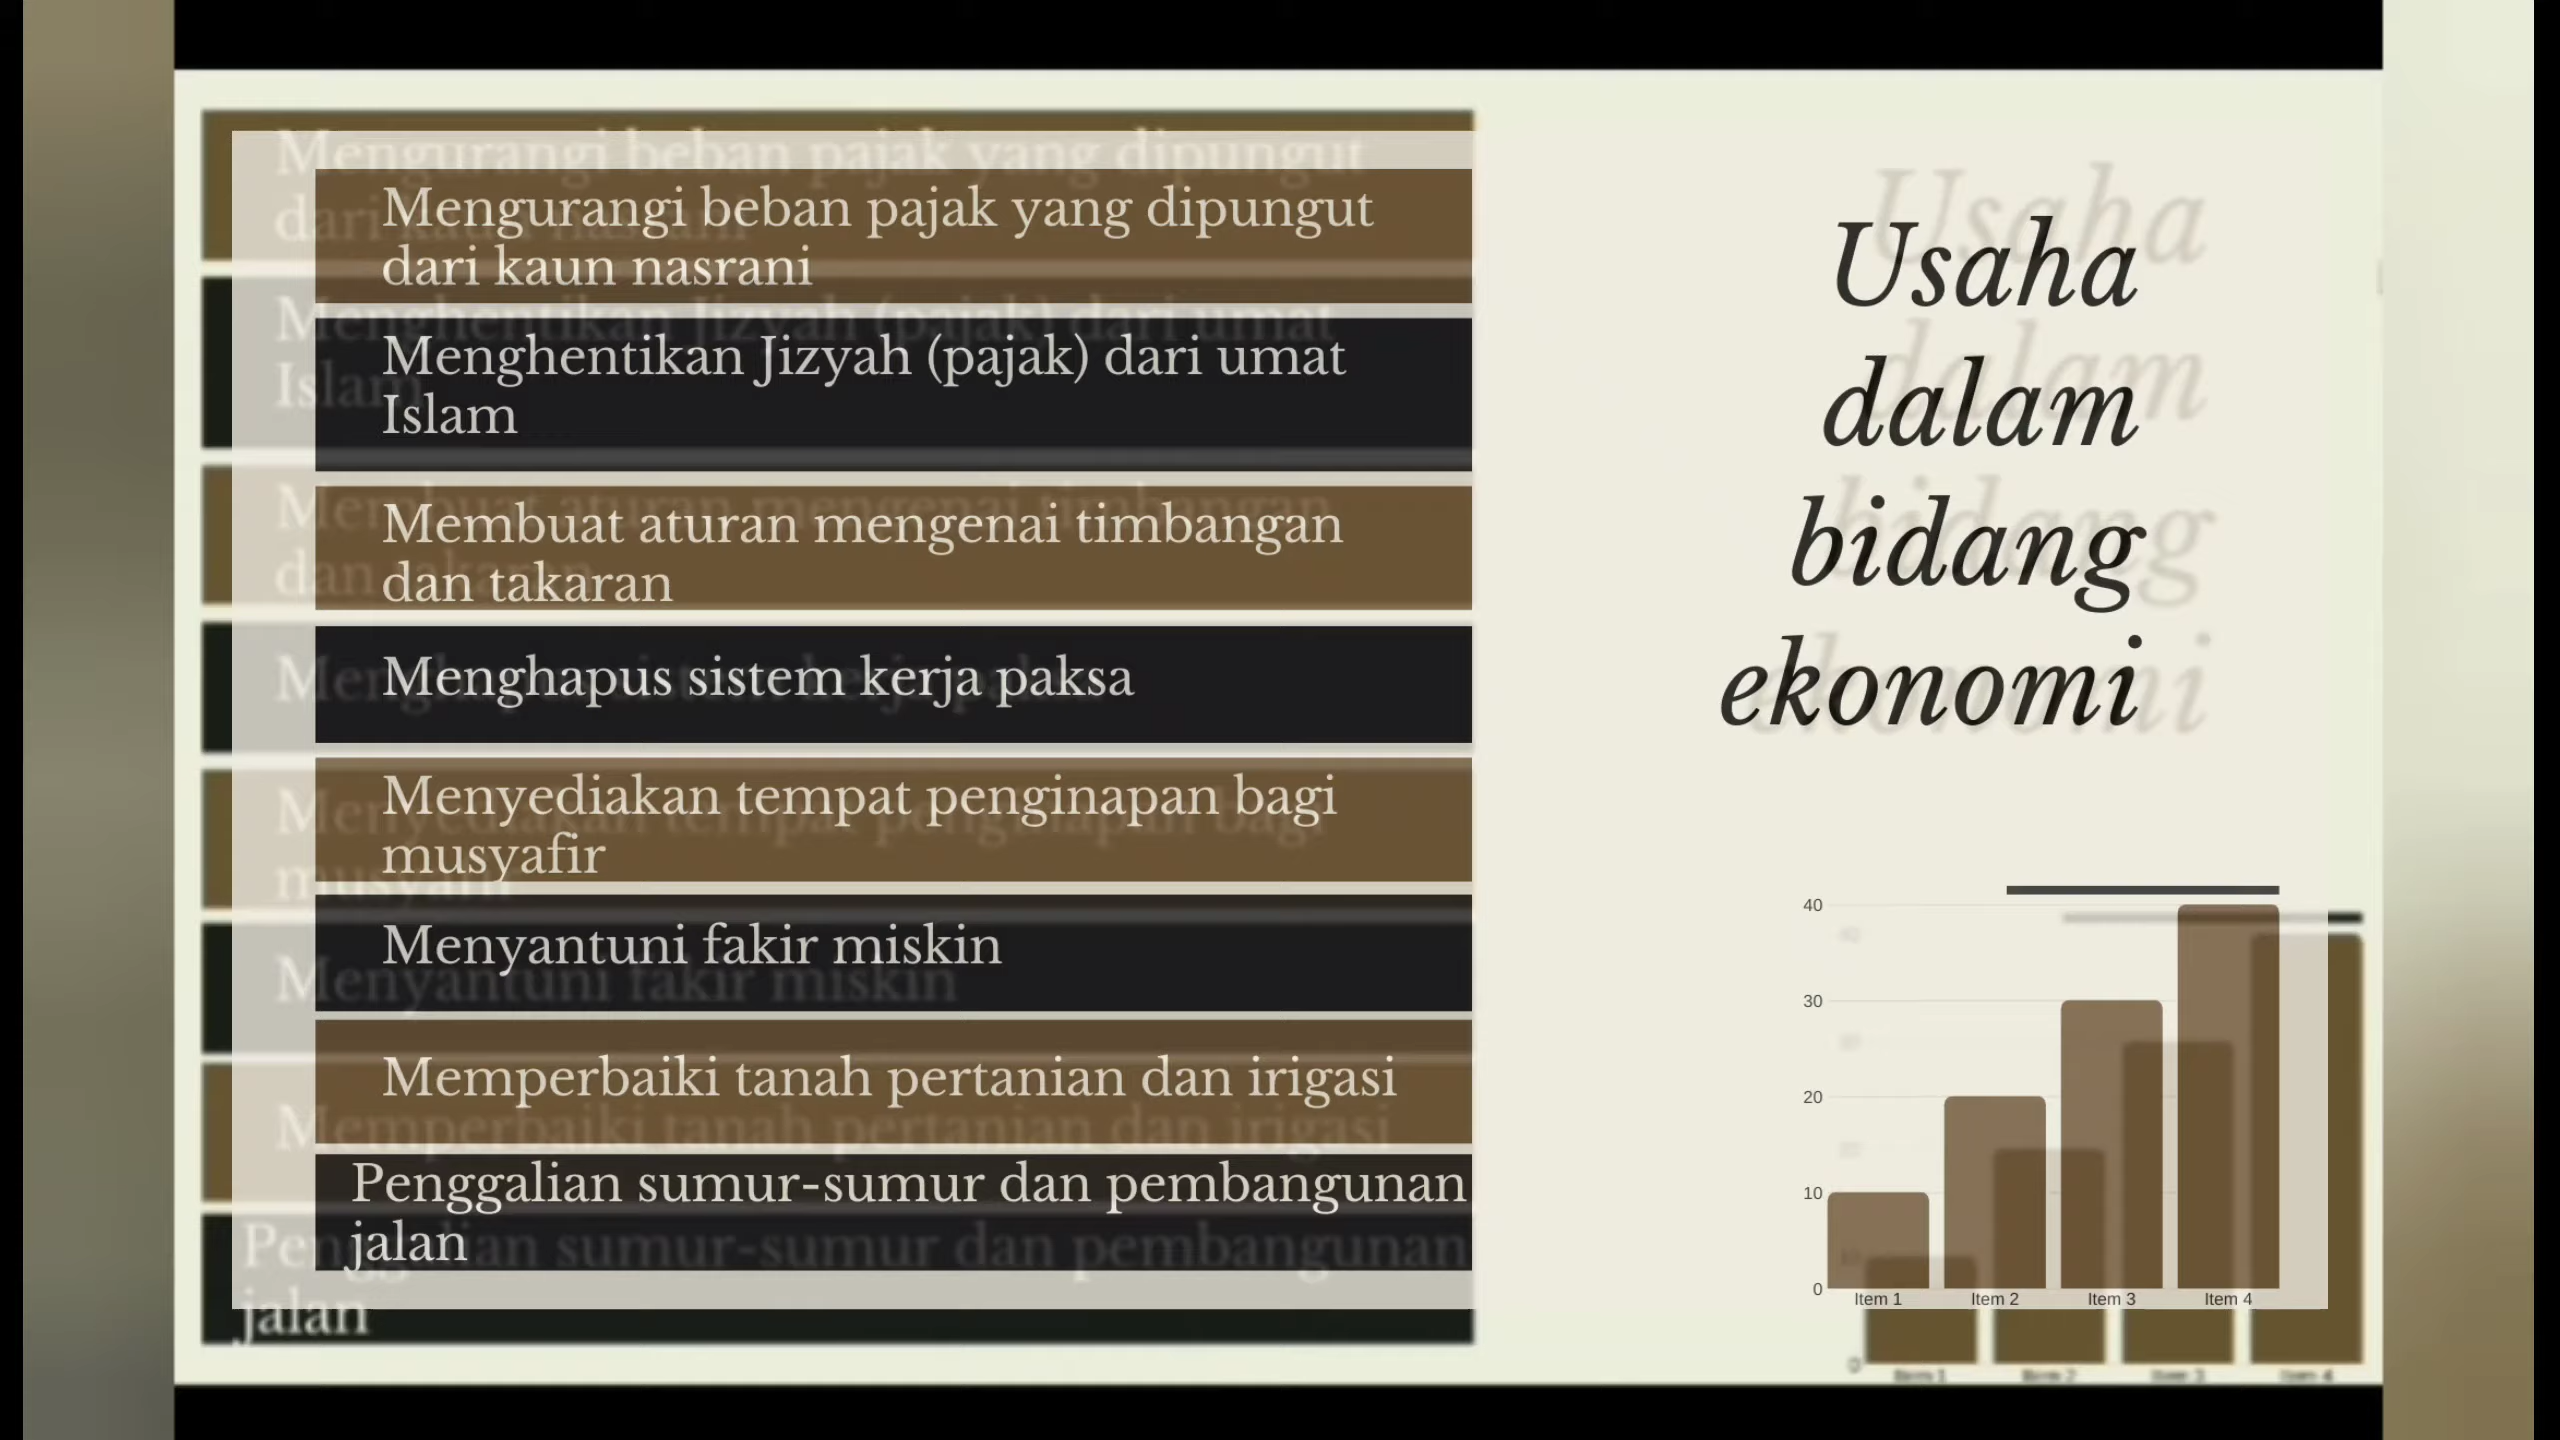 Mengurangi beban pajak yang dipungut
dari kaun nasrani
Menghentikan Jizyah (pajak) dari umat
Islam
Membuat aturan mengenai timbangan
dan takaran
Menghapus sistem kerja paksa
Menyediakan tempat penginapan bagi
musyafir
Menyantuni fakir miskin
Memperbaiki tanah pertanian dan irigasi
Penggalian sumur-sumur dan pembangunan
jalan
Usaha
dalam
bidang
ekonomi
40
30
20
10
0
Item 1 Item 2 Item 3 Item 4